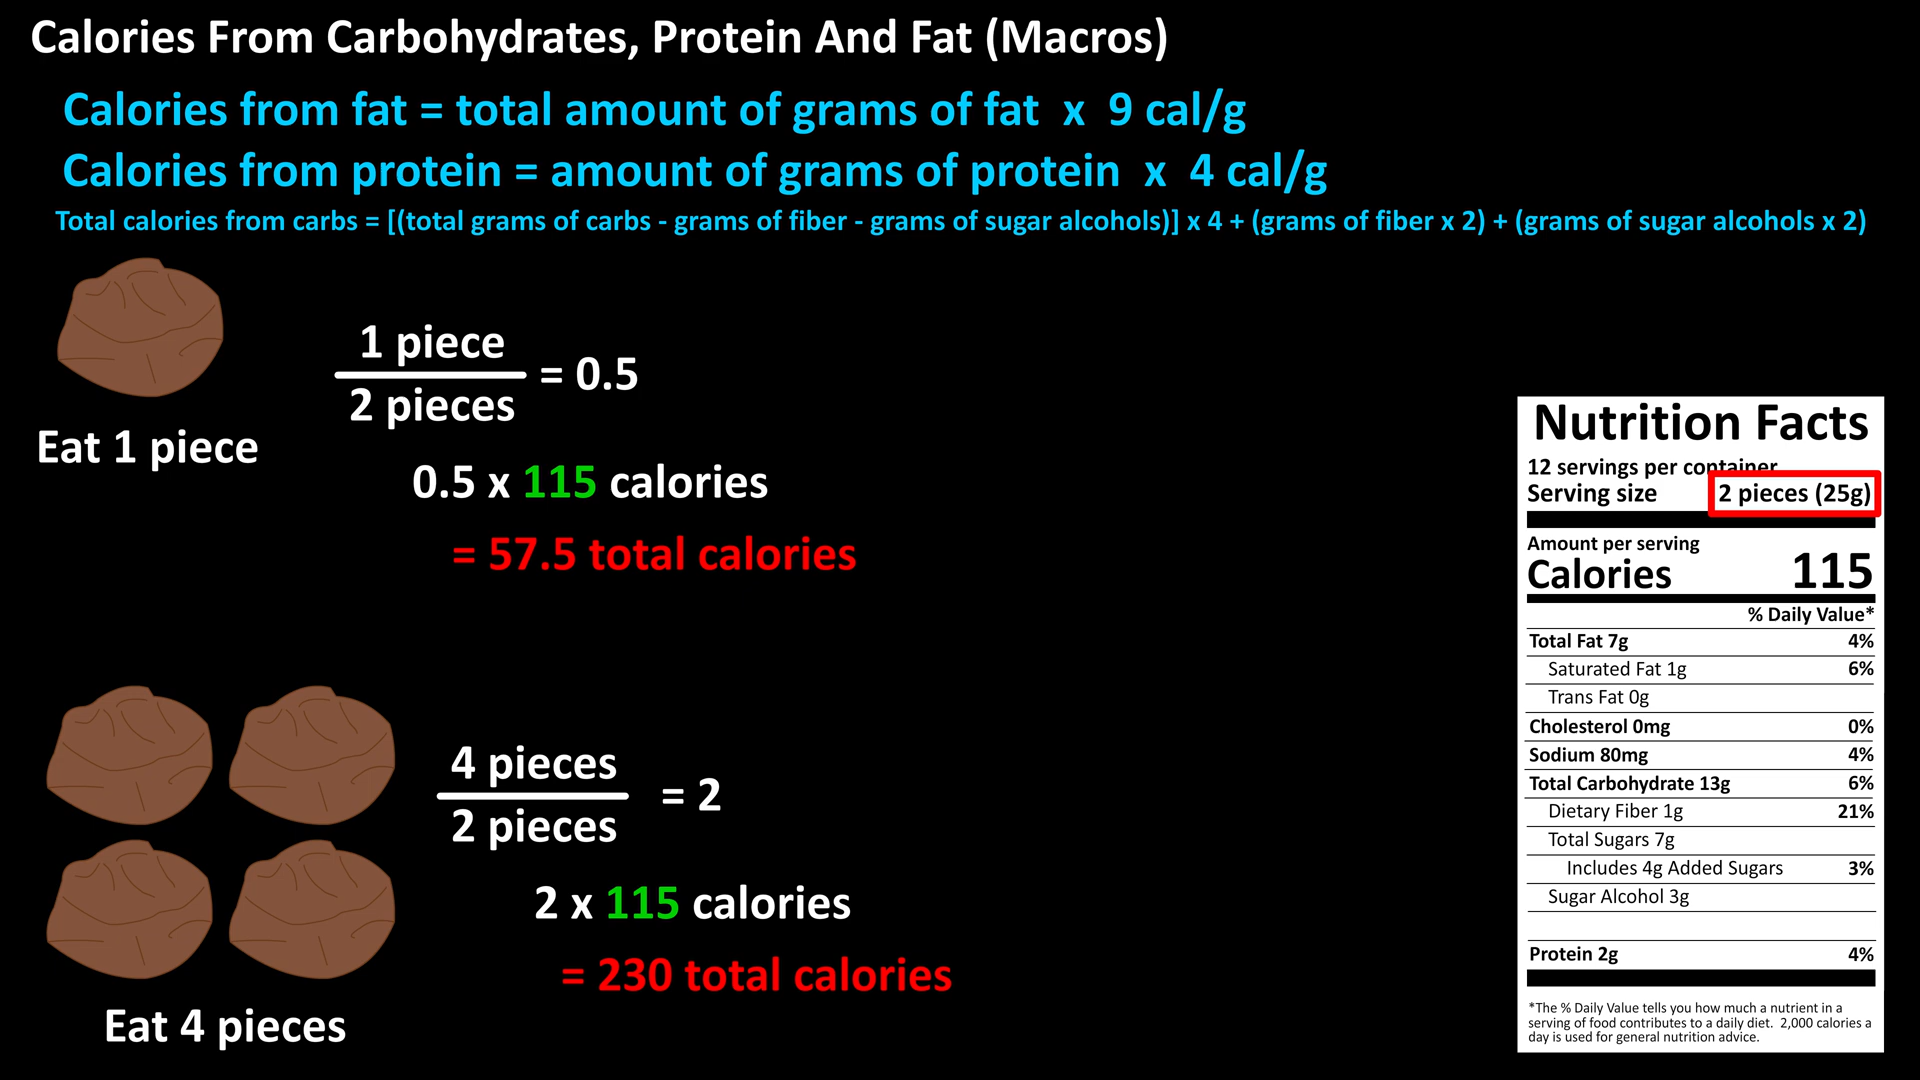 Calories From Carbohydrates, Protein And Fat (Macros)
Calories from fat = total amount of grams of fat x 9 cal/g
Calories from protein = amount of grams of protein x 4 cal/g
Total calories from carbs = [(total grams of carbs - grams of fiber - grams of sugar alcohols)] x 4 + (grams of fiber x 2) + (grams of sugar alcohols x 2)
Eat 1 piece
1 piece
2 pieces
= 0.5
0.5 x 115 calories
= 57.5 total calories
Eat 4 pieces
4 pieces
2 pieces
= 2
2 x 115 calories
= 230 total calories
Nutrition Facts
12 servings per container
Serving size 2 pieces (25g)
Amount per serving
Calories 115
% Daily Value*
Total Fat 7g 4%
Saturated Fat 1g 6%
Trans Fat 0g
Cholesterol 0mg 0%
Sodium 80mg 4%
Total Carbohydrate 13g 6%
Dietary Fiber 1g 21%
Total Sugars 7g
Includes 4g Added Sugars 3%
Sugar Alcohol 3g
Protein 2g 4%
*The % Daily Value tells you how much a nutrient in a
serving of food contributes to a daily diet. 2,000 calories a
day is used for general nutrition advice.